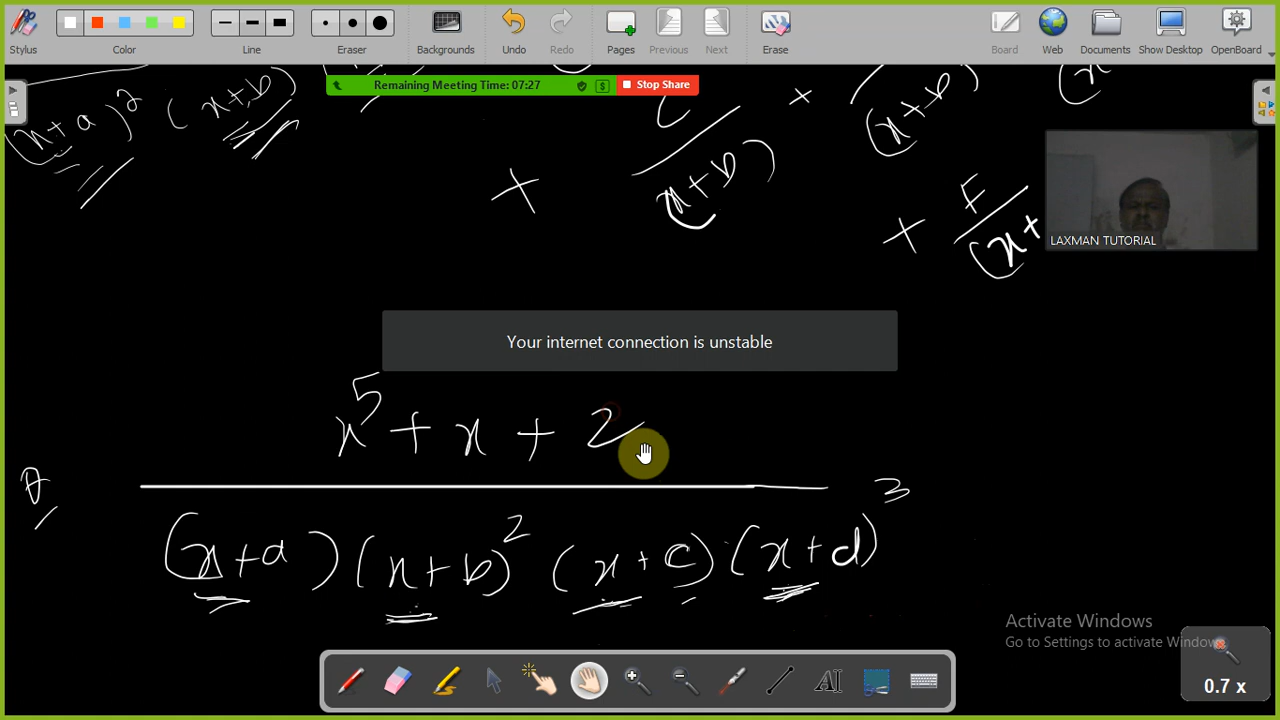 Stylus Color Line Eraser Backgrounds Undo Redo Pages Previous Next Erase Board Web Documents Show Desktop OpenBoard
Remaining Meeting Time: 07:27 $ Stop Share
(x+a)² (x+b)
+ C/(x+b) + (x+b)
+ F/(x+
LAXMAN TUTORIAL
Your internet connection is unstable
x⁵ + x + 2
(x+a)(x+b)²(x+c)(x+d)³
Activate Windows
Go to Settings to activate Windows
0.7 x